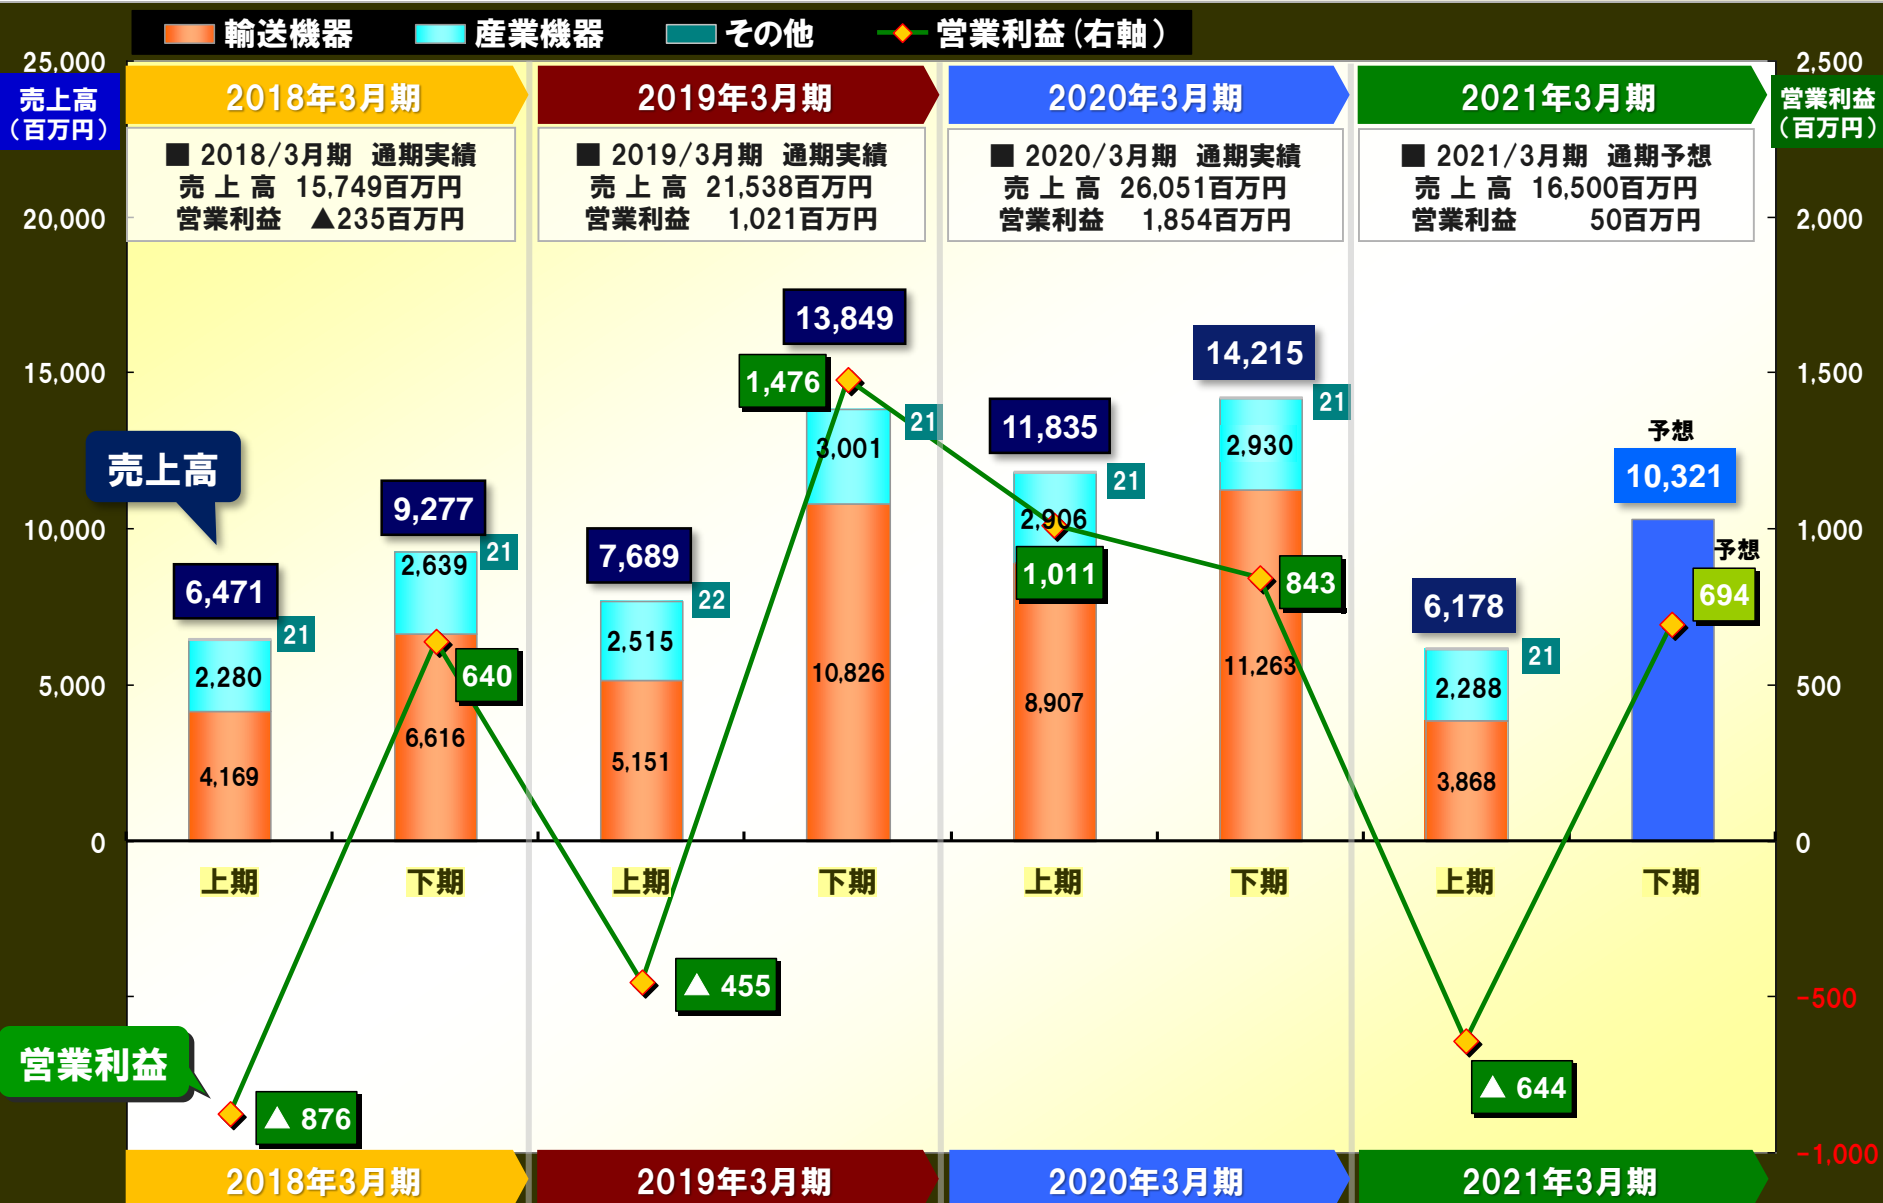 輸送機器 産業機器 その他 営業利益(右軸)
25,000
2,500
売上高
(百万円)
営業利益
(百万円)
2018年3月期
2019年3月期
2020年3月期
2021年3月期
■ 2018/3月期 通期実績
売 上 高 15,749百万円
営業利益 ▲235百万円
■ 2019/3月期 通期実績
売 上 高 21,538百万円
営業利益 1,021百万円
■ 2020/3月期 通期実績
売 上 高 26,051百万円
営業利益 1,854百万円
■ 2021/3月期 通期予想
売 上 高 16,500百万円
営業利益 50百万円
20,000
15,000
10,000
5,000
0
2,000
1,500
1,000
500
0
-500
-1,000
売上高
営業利益
6,471
21
2,280
4,169
▲ 876
上期
9,277
21
2,639
640
6,616
下期
7,689
22
2,515
5,151
▲ 455
上期
13,849
1,476
21
3,001
10,826
下期
11,835
21
2,906
1,011
8,907
上期
14,215
21
2,930
843
11,263
下期
6,178
21
2,288
3,868
▲ 644
上期
予想
10,321
予想
694
下期
2018年3月期
2019年3月期
2020年3月期
2021年3月期